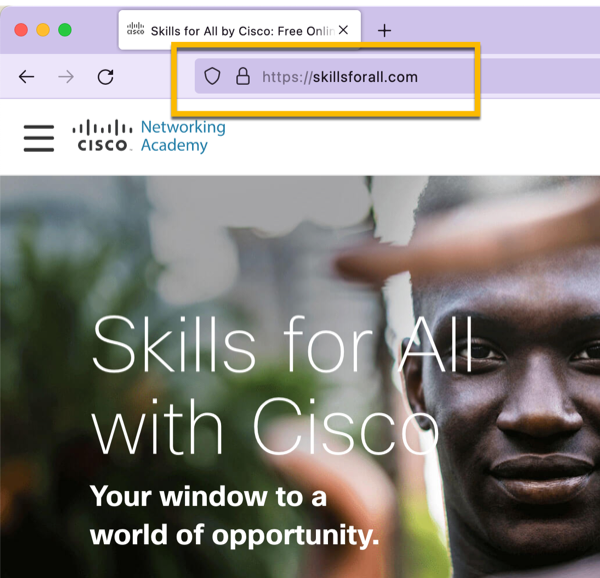 Skills for All by Cisco: Free Onlin
https://skillsforall.com
CISCO
Networking
CISCO
Academy
Skills for All
with Cisco
Your window to a
world of opportunity.